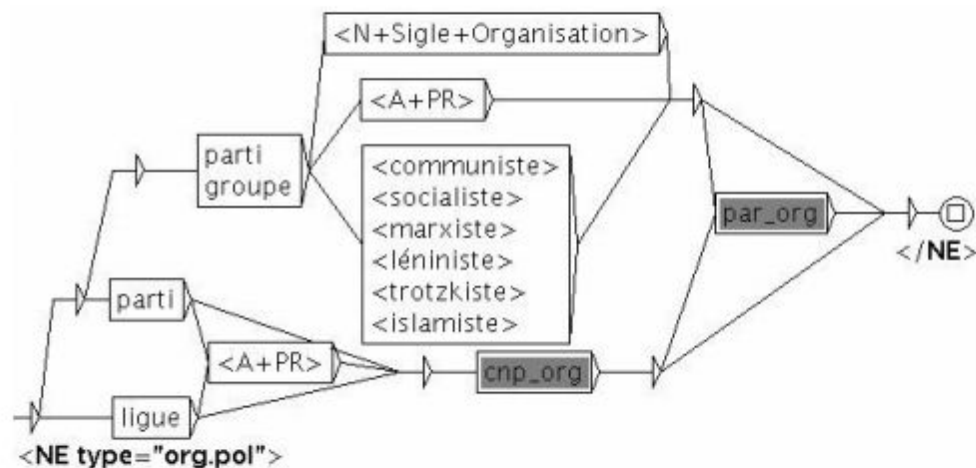 <N+Sigle+Organisation>
<A+PR>
parti
groupe
<communiste>
<socialiste>
<marxiste>
<léniniste>
<trotzkiste>
<islamiste>
par_org
</NE>
parti
<A+PR>
cnp_org
ligue
<NE type="org.pol">